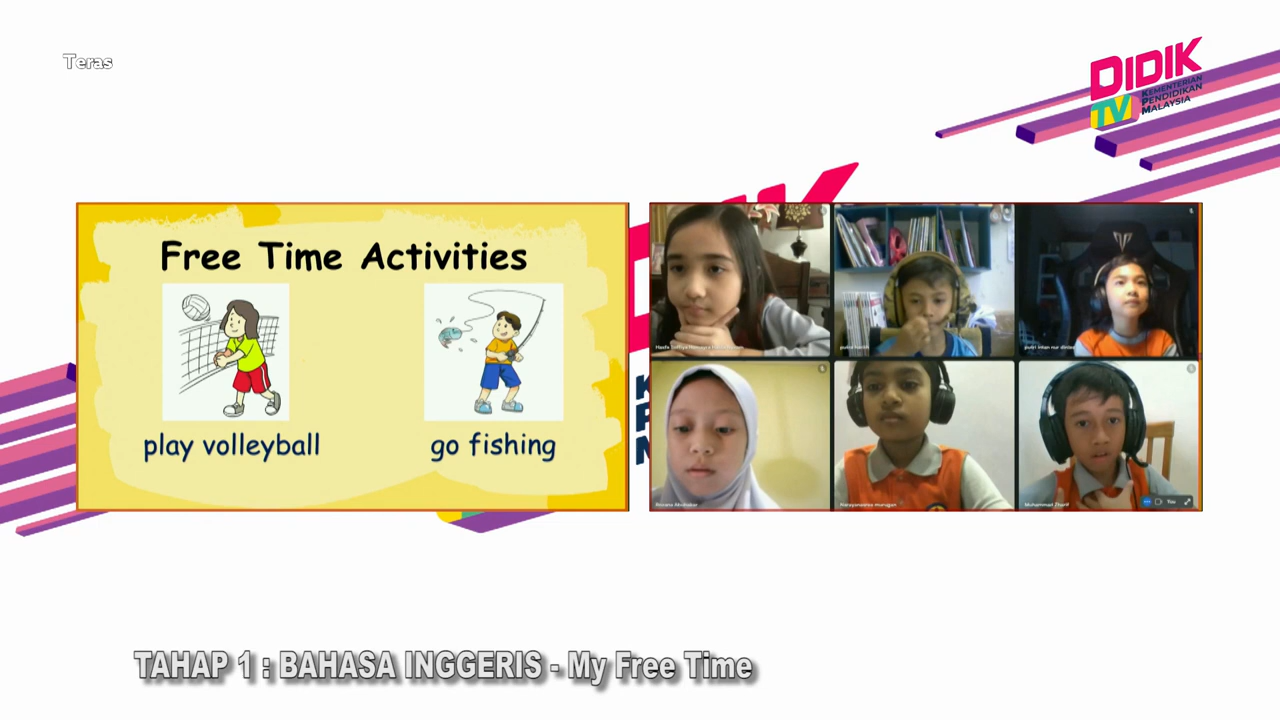 Teras
DIDIK
TV
KEMENTERIAN
PENDIDIKAN
MALAYSIA
Free Time Activities
play volleyball
go fishing
You
TAHAP 1 : BAHASA INGGERIS - My Free Time